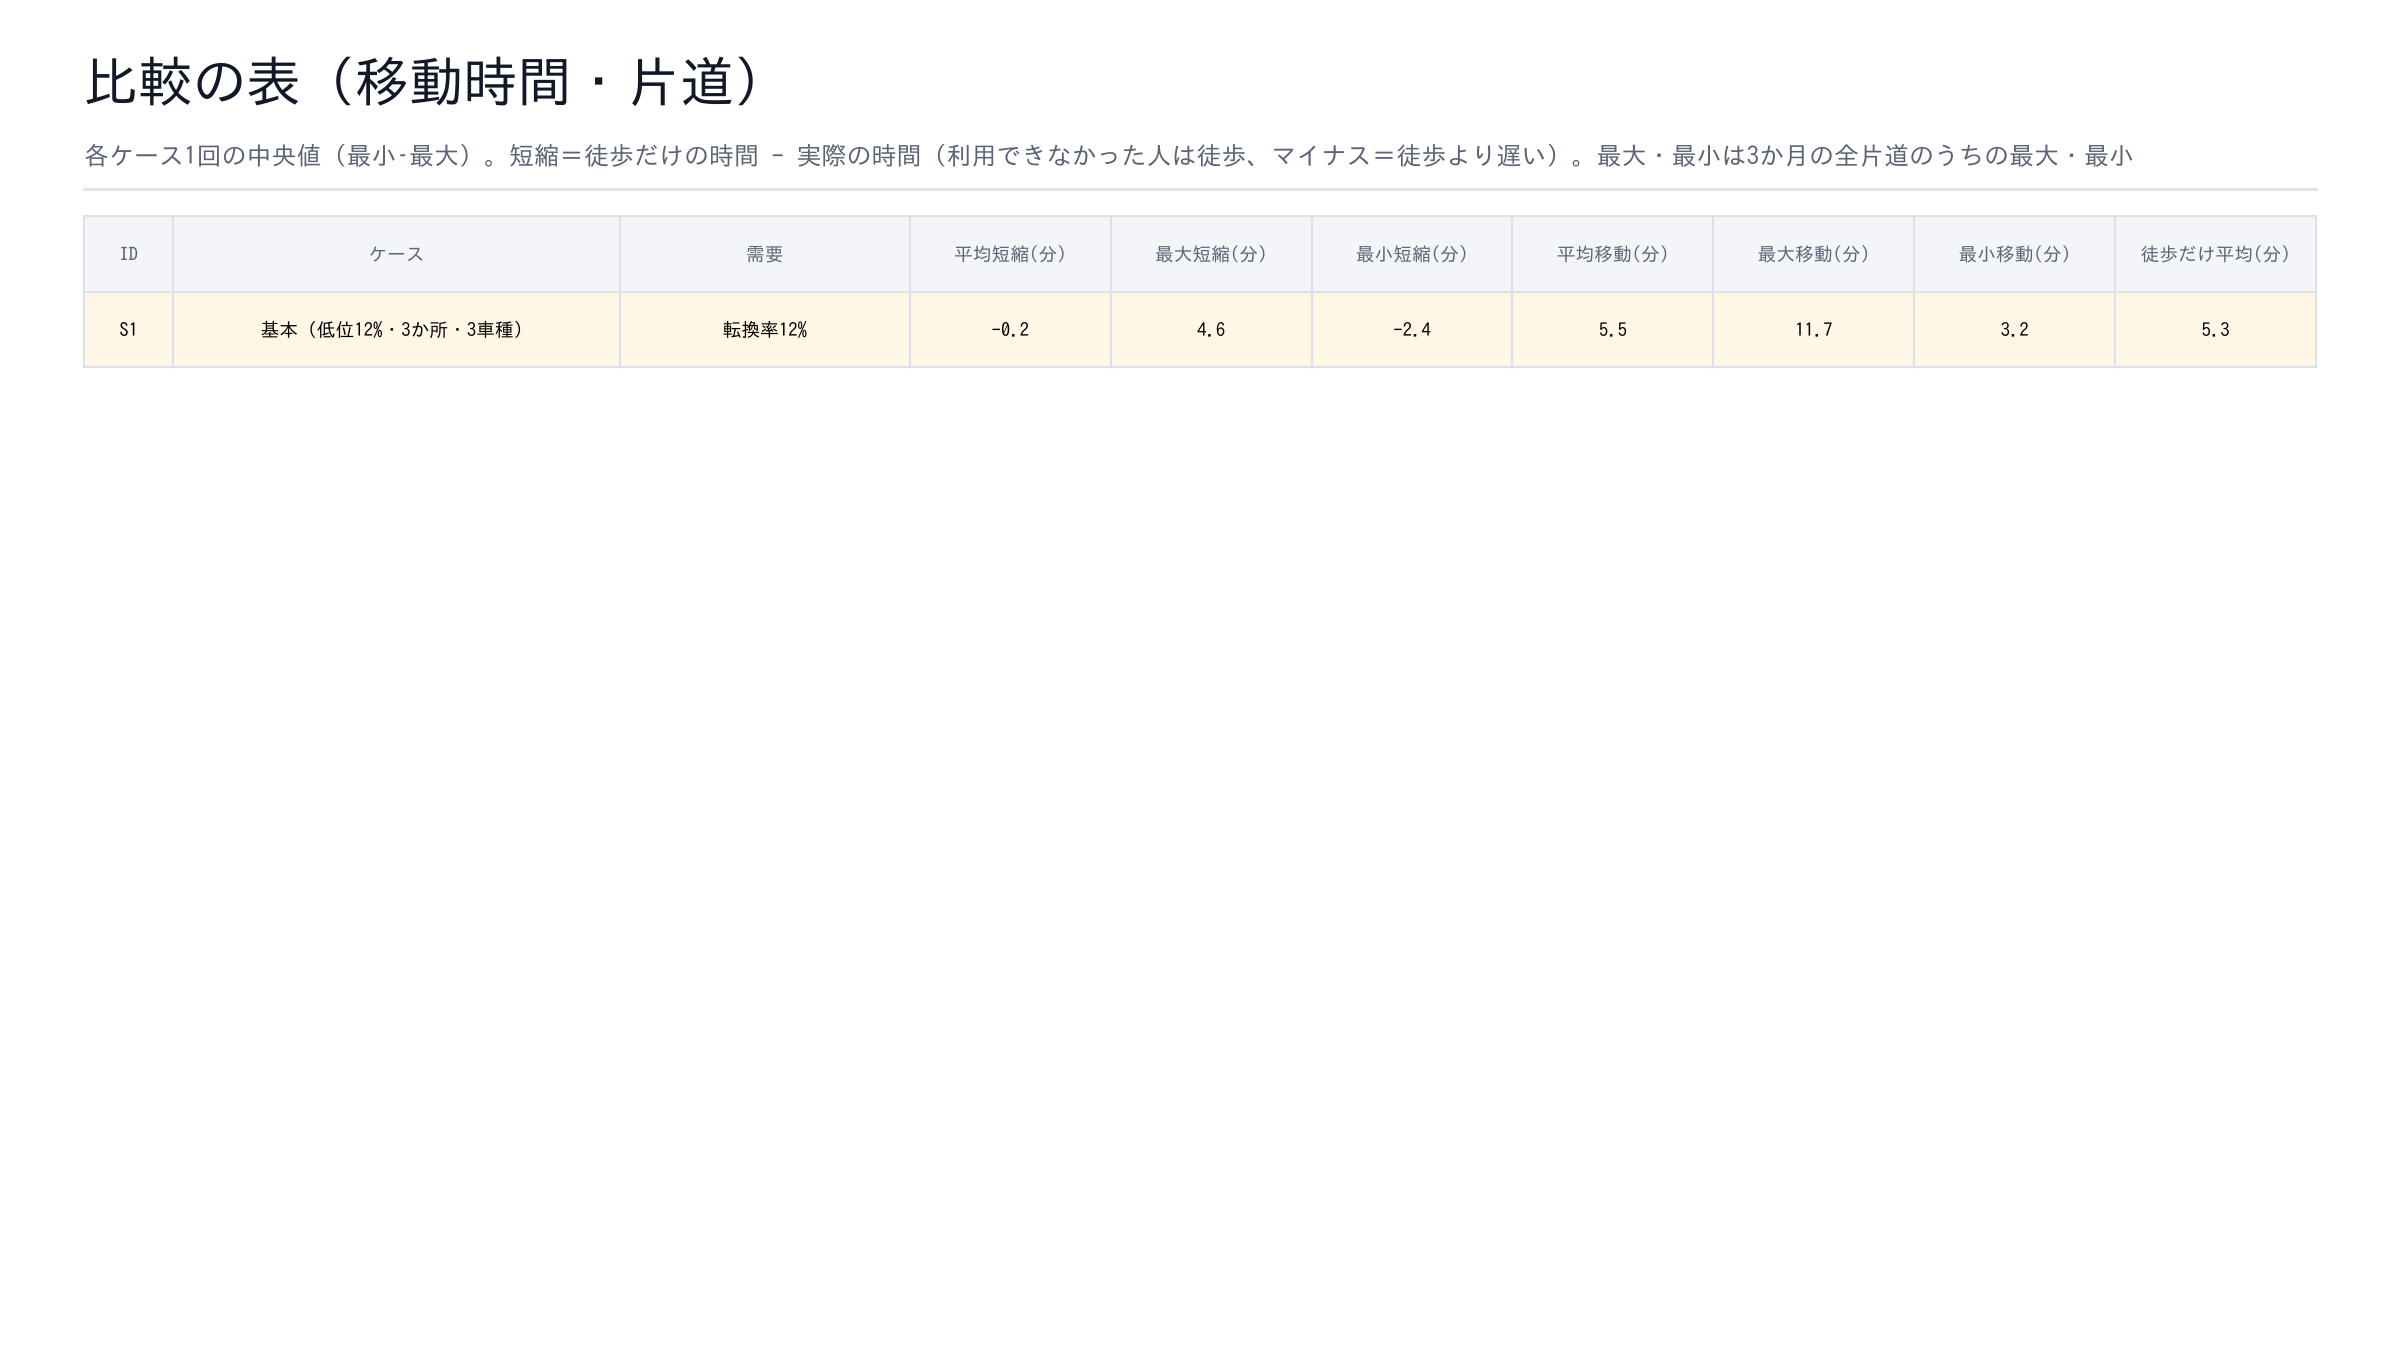 比較の表（移動時間・片道）
各ケース1回の中央値（最小-最大）。短縮＝徒歩だけの時間 − 実際の時間（利用できなかった人は徒歩、マイナス＝徒歩より遅い）。最大・最小は3か月の全片道のうちの最大・最小
ID ケース 需要 平均短縮(分) 最大短縮(分) 最小短縮(分) 平均移動(分) 最大移動(分) 最小移動(分) 徒歩だけ平均(分)
S1 基本（低位12%・3か所・3車種） 転換率12% −0.2 4.6 −2.4 5.5 11.7 3.2 5.3